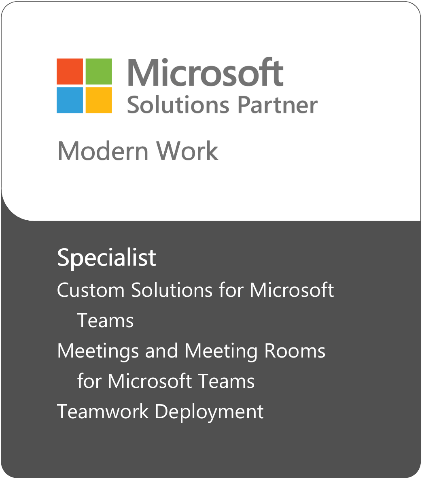 Microsoft
Solutions Partner
Modern Work
Specialist
Custom Solutions for Microsoft
Teams
Meetings and Meeting Rooms
for Microsoft Teams
Teamwork Deployment